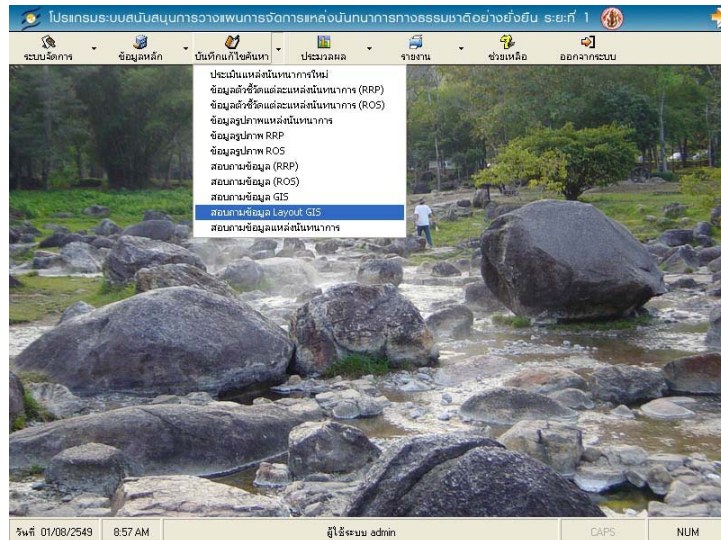 โปรแกรมระบบสนับสนุนการวางแผนการจัดการแหล่งนันทนาการทางธรรมชาติอย่างยั่งยืน ระยะที่ 1
ระบบจัดการ ข้อมูลหลัก บันทึกแก้ไขค้นหา ประมวลผล รายงาน ช่วยเหลือ ออกจากระบบ
ประเมินแหล่งนันทนาการใหม่
ข้อมูลตัวชี้วัดแต่ละแหล่งนันทนาการ (RRP)
ข้อมูลตัวชี้วัดแต่ละแหล่งนันทนาการ (ROS)
ข้อมูลรูปภาพแหล่งนันทนาการ
ข้อมูลรูปภาพ RRP
ข้อมูลรูปภาพ ROS
สอบถามข้อมูล (RRP)
สอบถามข้อมูล (ROS)
สอบถามข้อมูล GIS
สอบถามข้อมูล Layout GIS
สอบถามข้อมูลแหล่งนันทนาการ
วันที่ 01/08/2549 8:57 AM ผู้ใช้ระบบ admin CAPS NUM